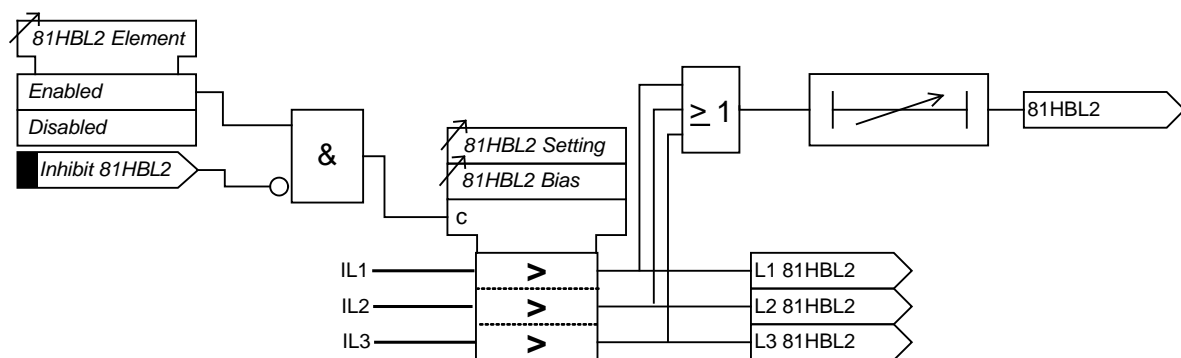 81HBL2 Element
Enabled
Disabled
Inhibit 81HBL2
&
81HBL2 Setting
81HBL2 Bias
c
IL1
>
IL2
>
IL3
>
≥ 1
81HBL2
L1 81HBL2
L2 81HBL2
L3 81HBL2